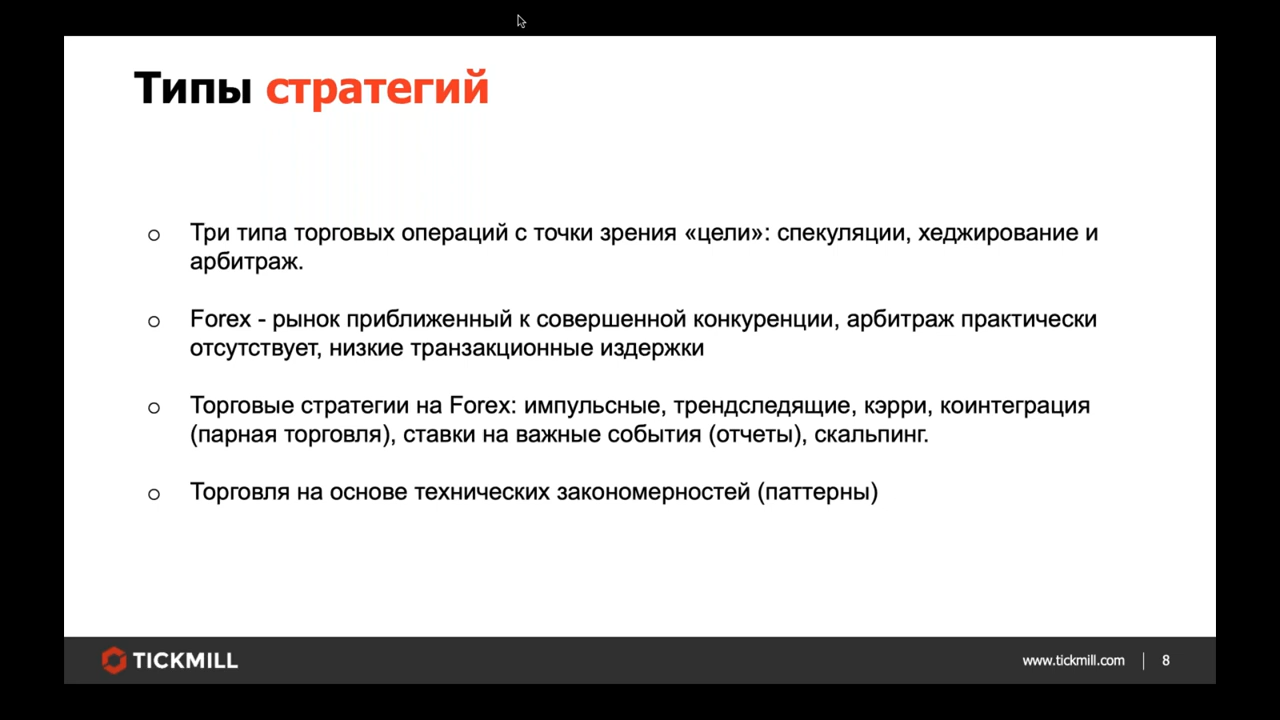 Типы стратегий
Три типа торговых операций с точки зрения «цели»: спекуляции, хеджирование и
арбитраж.
Forex - рынок приближенный к совершенной конкуренции, арбитраж практически
отсутствует, низкие транзакционные издержки
Торговые стратегии на Forex: импульсные, трендследящие, кэрри, коинтеграция
(парная торговля), ставки на важные события (отчеты), скальпинг.
Торговля на основе технических закономерностей (паттерны)
TICKMILL
www.tickmill.com | 8